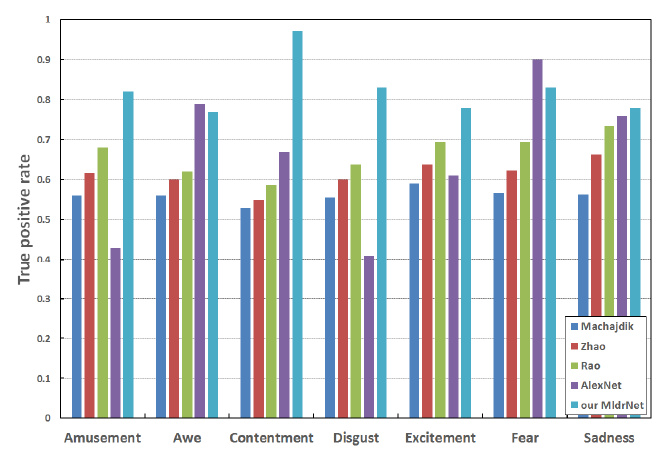 1
0.9
0.8
0.7
0.6
0.5
0.4
0.3
0.2
0.1
0
True positive rate
Machajdik
Zhao
Rao
AlexNet
our MldrNet
Amusement Awe Contentment Disgust Excitement Fear Sadness